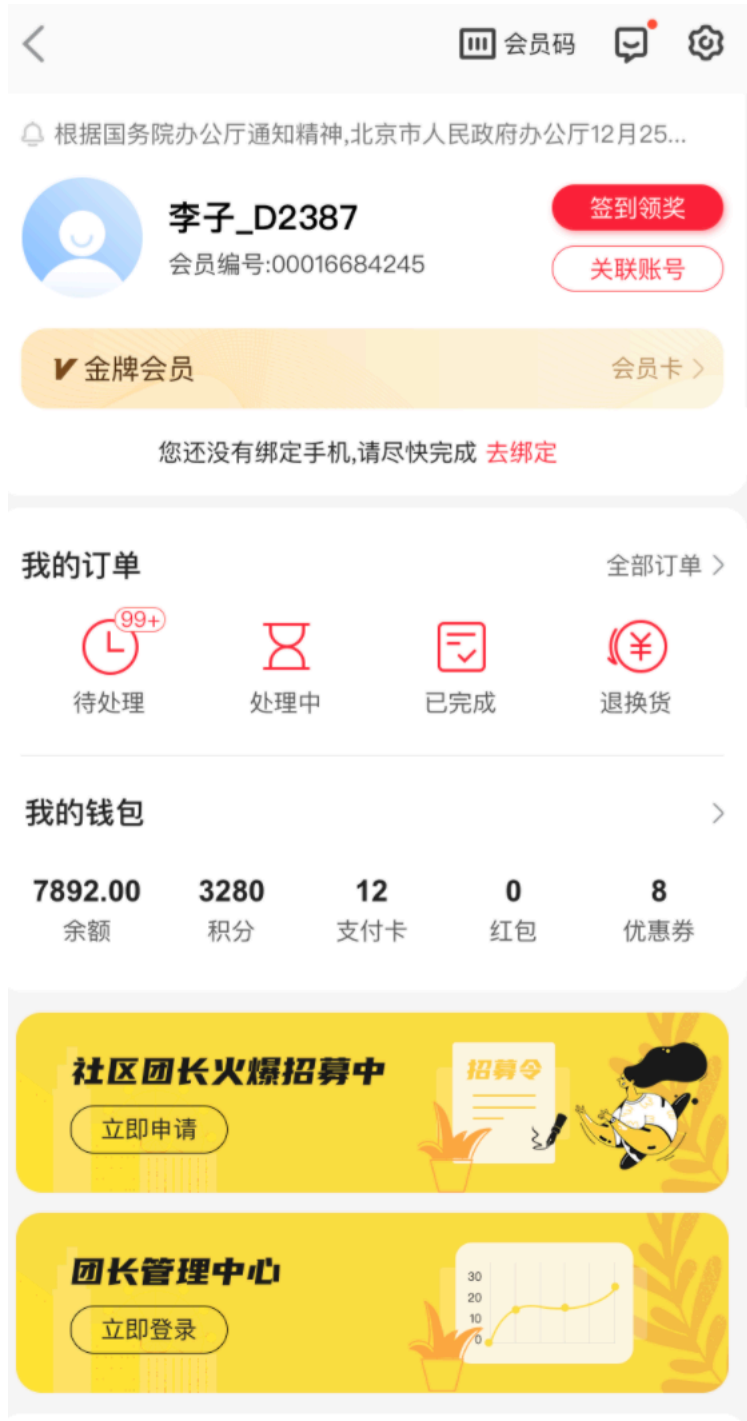 会员码
根据国务院办公厅通知精神,北京市人民政府办公厅12月25...
李子_D2387
签到领奖
会员编号:00016684245
关联账号
V 金牌会员
会员卡
您还没有绑定手机,请尽快完成 去绑定
我的订单
全部订单
99+
待处理 处理中 已完成 退换货
我的钱包
7892.00 3280 12 0 8
余额 积分 支付卡 红包 优惠券
社区团长火爆招募中
立即申请
招募令
团长管理中心
立即登录
30
20
10
0